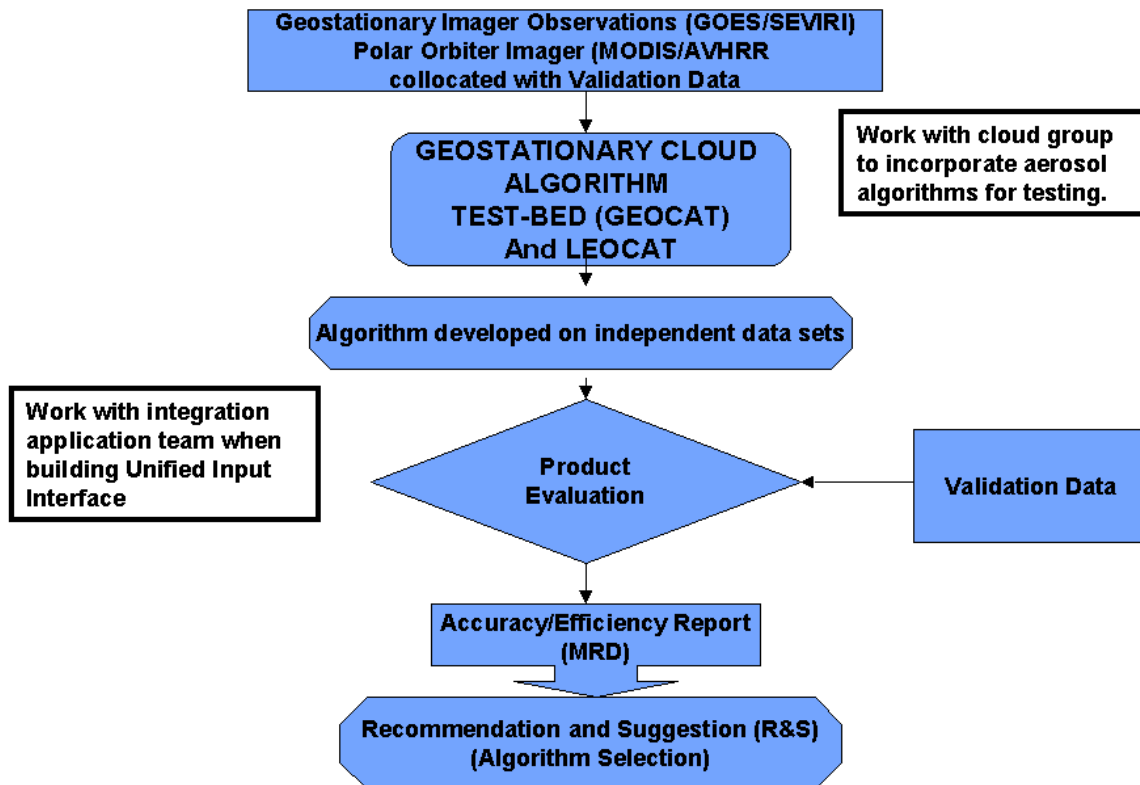 Geostationary Imager Observations (GOES/SEVIRI)
Polar Orbiter Imager (MODIS/AVHRR
collocated with Validation Data
Work with cloud group
to incorporate aerosol
algorithms for testing.
GEOSTATIONARY CLOUD
ALGORITHM
TEST-BED (GEOCAT)
And LEOCAT
Algorithm developed on independent data sets
Work with integration
application team when
building Unified Input
Interface
Product
Evaluation
Validation Data
Accuracy/Efficiency Report
(MRD)
Recommendation and Suggestion (R&S)
(Algorithm Selection)